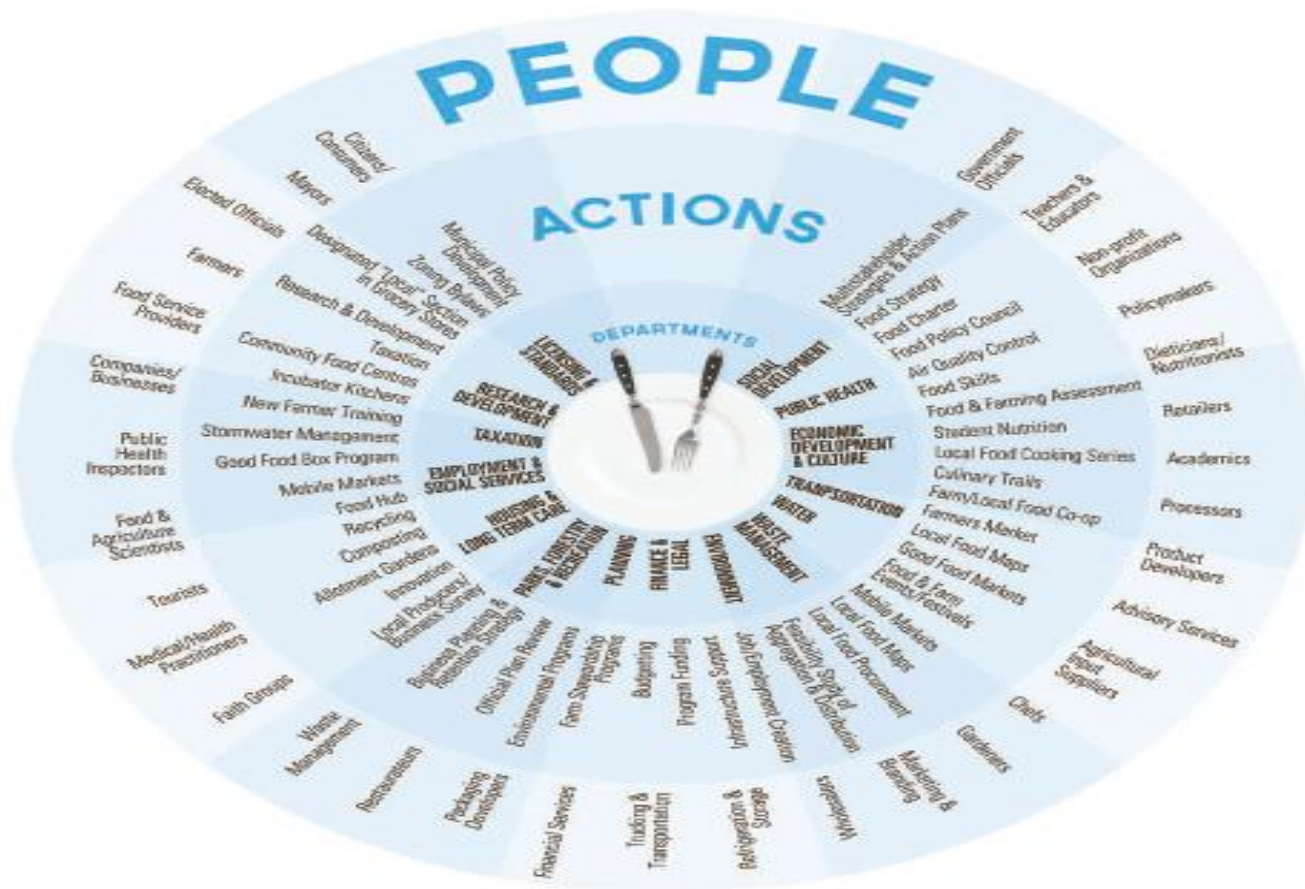 PEOPLE
Government
Officials
Teachers &
Educators
Non-profit
Organizations
Policymakers
Dieticians/
Nutritionists
Retailers
Academics
Processors
Product
Developers
Advisory Services
Agricultural
Input
Suppliers
Chefs
Gardeners
Marketing &
Branding
Wholesalers
Refrigeration &
Storage
Trucking &
Transportation
Financial Services
Packaging
Developers
Restaurateurs
Waste
Management
Faith Groups
Medical/Health
Practitioners
Tourists
Food &
Agriculture
Scientists
Public
Health
Inspectors
Companies/
Businesses
Food Service
Providers
Farmers
Elected Officials
Mayors
Citizens/
Consumers
ACTIONS
Multistakeholder
Strategies & Action Plans
Food Strategy
Food Charter
Food Policy Council
Air Quality Control
Food Skills
Food & Farming Assessment
Student Nutrition
Local Food Cooking Series
Culinary Trails
Farm/Local Food Co-op
Farmers Market
Local Food Maps
Good Food Markets
Food & Farm
Events/Festivals
Mobile Markets
Local Food Maps
Local Food Procurement
Feasibility Study of
Aggregation & Distribution
Job/Employment Creation
Infrastructure Support
Program Funding
Budgeting
Farm Stewardship
Programs
Environmental Programs
Official Plan Review
Business Planning &
Retention Strategy
Local Producers/
Innovation
Allotment Gardens
Composting
Recycling
Food Hub
Mobile Markets
Good Food Box Program
Stormwater Management
New Farmer Training
Incubator Kitchens
Community Food Centres
Taxation
Research & Development
Designated "Local" Section
in Grocery Stores
Zoning Bylaws
Municipal Policy
Development
DEPARTMENTS
SOCIAL
DEVELOPMENT
PUBLIC HEALTH
ECONOMIC
DEVELOPMENT
& CULTURE
TRANPSORTATION
WATER
WASTE
MANAGEMENT
ENVIRONMENT
FINANCE &
LEGAL
PLANNING
PARKS, FORESTRY
& RECREATION
HOUSING &
LONG TERM CARE
EMPLOYMENT &
SOCIAL SERVICES
TAXATION
RESEARCH &
DEVELOPMENT
LICENSING &
STANDARDS